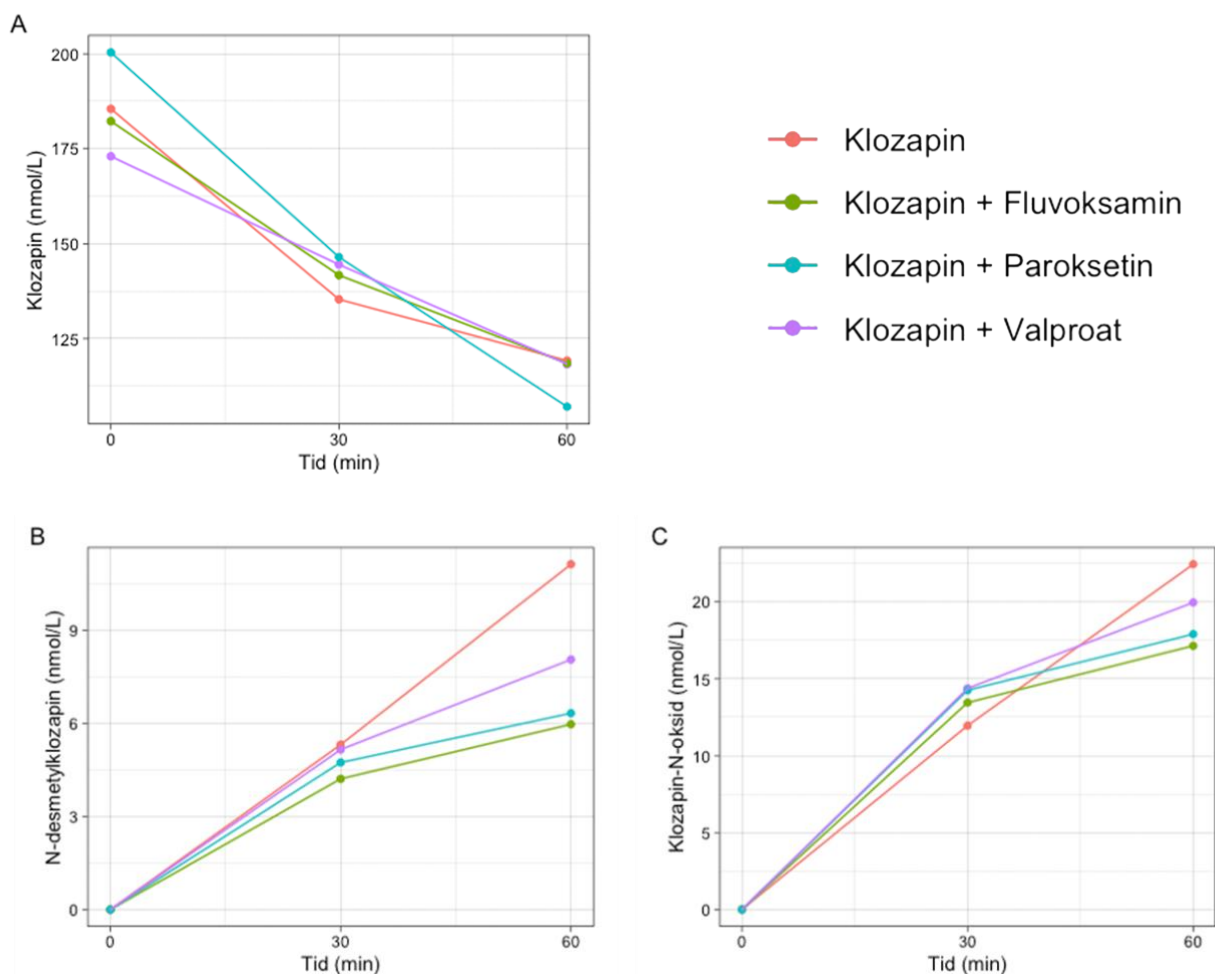 A
200
175
150
125
Klozapin (nmol/L)
0 30 60
Tid (min)
Klozapin
Klozapin + Fluvoksamin
Klozapin + Paroksetin
Klozapin + Valproat
B
9
6
3
0
N-desmetylklozapin (nmol/L)
0 30 60
Tid (min)
C
20
15
10
5
0
Klozapin-N-oksid (nmol/L)
0 30 60
Tid (min)